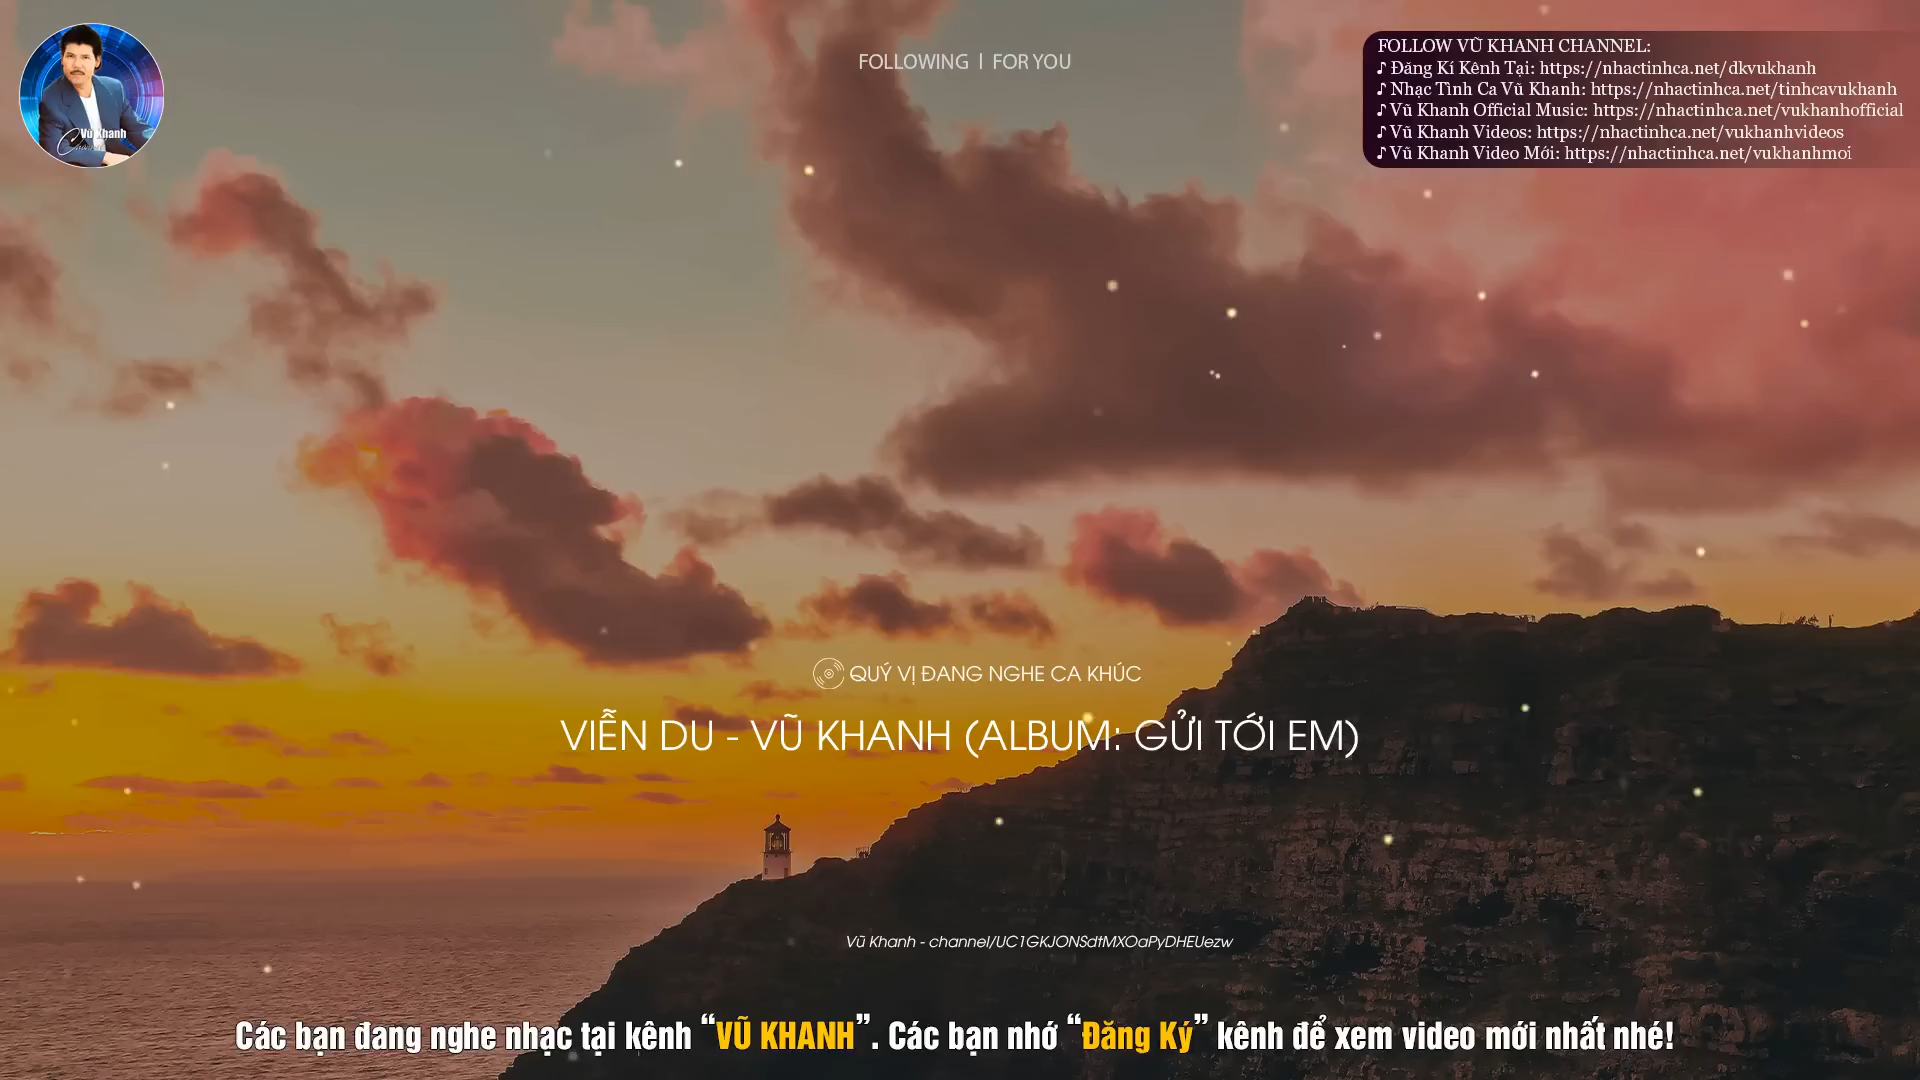 Vũ Khanh
Channel
FOLLOWING | FOR YOU
FOLLOW VŨ KHANH CHANNEL:
♪ Đăng Kí Kênh Tại: https://nhactinhca.net/dkvukhanh
♪ Nhạc Tình Ca Vũ Khanh: https://nhactinhca.net/tinhcavukhanh
♪ Vũ Khanh Official Music: https://nhactinhca.net/vukhanhofficial
♪ Vũ Khanh Videos: https://nhactinhca.net/vukhanhvideos
♪ Vũ Khanh Video Mới: https://nhactinhca.net/vukhanhmoi
QUÝ VỊ ĐANG NGHE CA KHÚC
VIỄN DU - VŨ KHANH (ALBUM: GỬI TỚI EM)
Vũ Khanh - channel/UC1GKJONSdtMXOaPyDHEUezw
Các bạn đang nghe nhạc tại kênh “VŨ KHANH”. Các bạn nhớ “Đăng Ký” kênh để xem video mới nhất nhé!